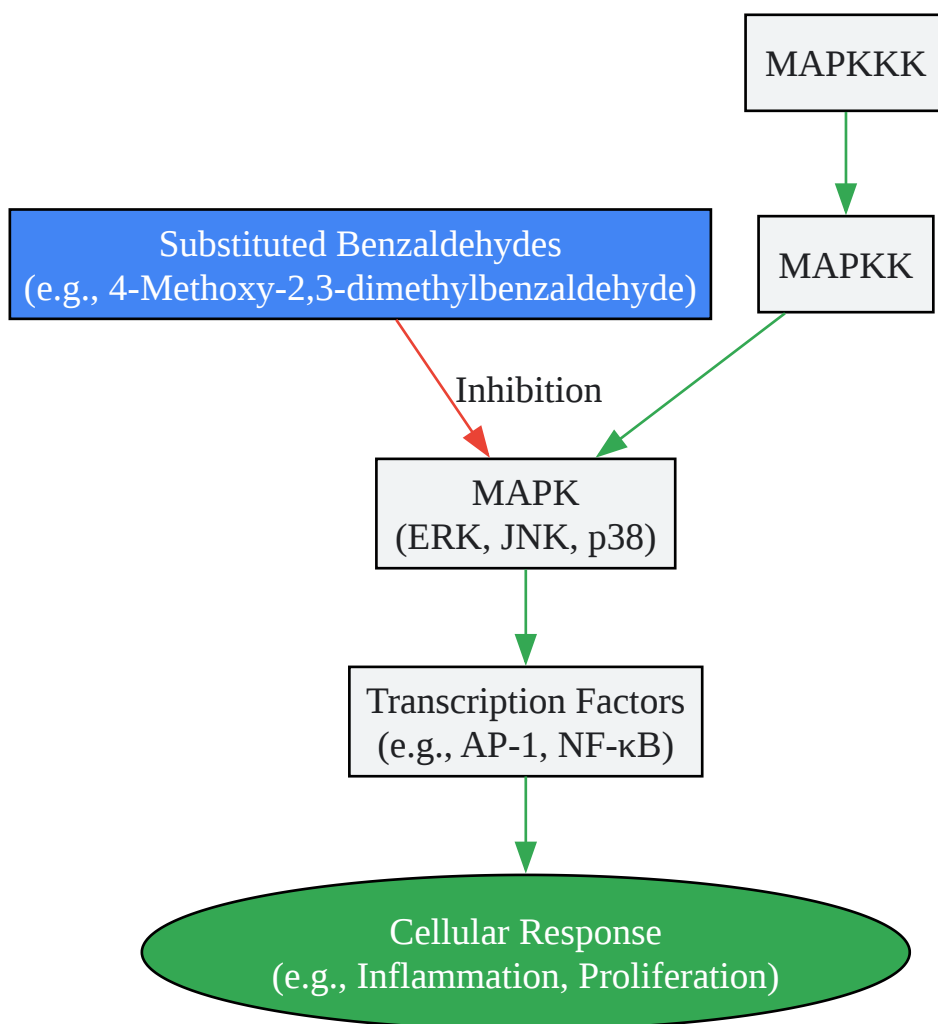 MAPKKK
Substituted Benzaldehydes
(e.g., 4-Methoxy-2,3-dimethylbenzaldehyde)
MAPKK
Inhibition
MAPK
(ERK, JNK, p38)
Transcription Factors
(e.g., AP-1, NF-κB)
Cellular Response
(e.g., Inflammation, Proliferation)